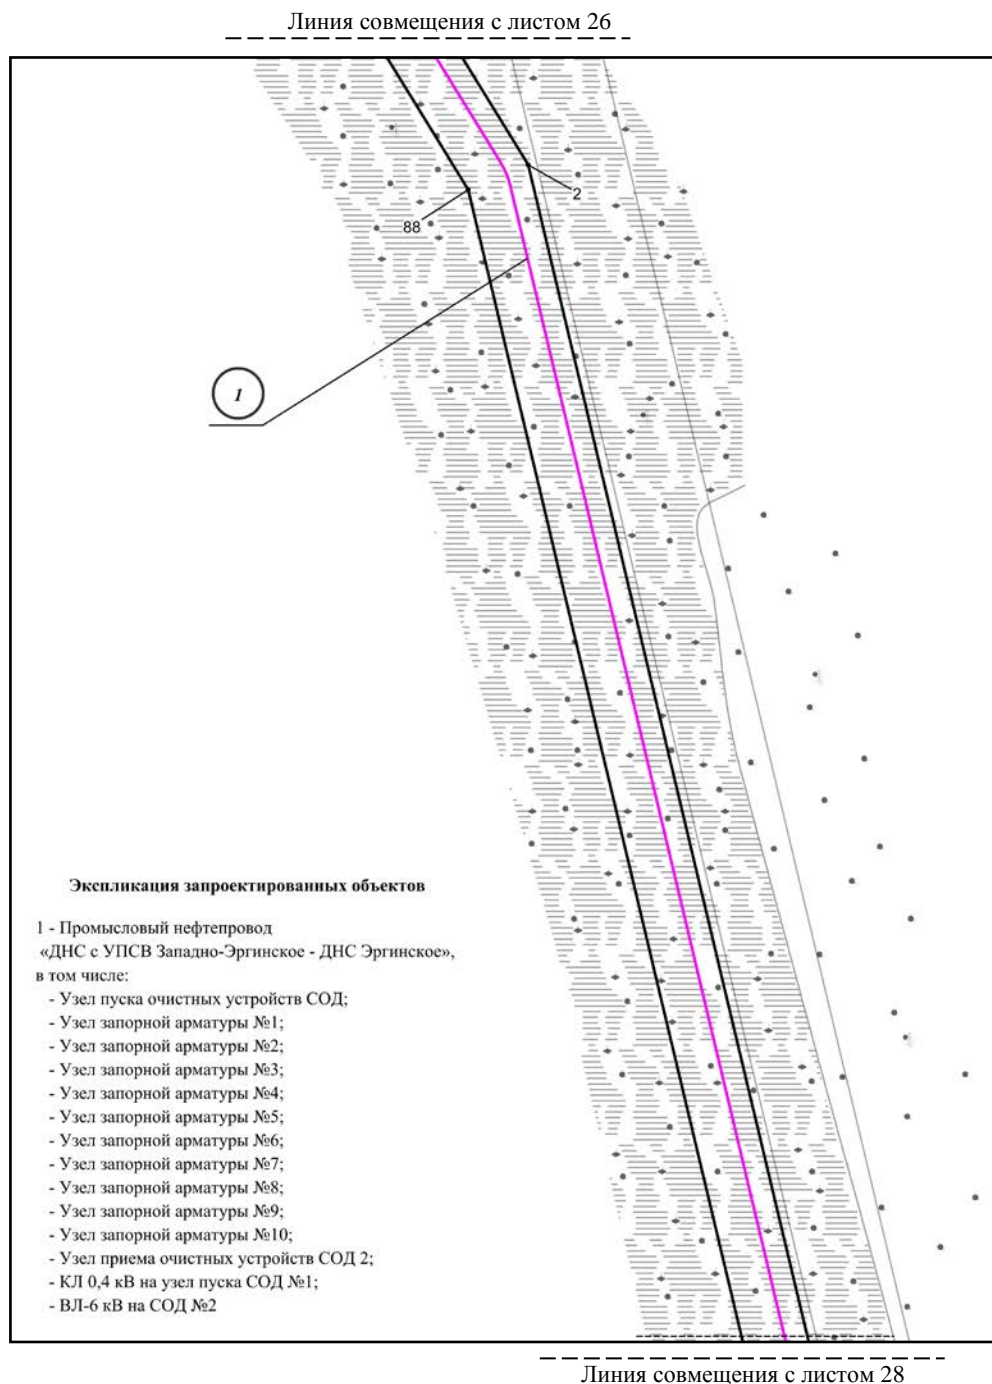 Линия совмещения с листом 26
2
88
1
Экспликация запроектированных объектов
1 - Промысловый нефтепровод
«ДНС с УПСВ Западно-Эргинское - ДНС Эргинское»,
в том числе:
- Узел пуска очистных устройств СОД;
- Узел запорной арматуры №1;
- Узел запорной арматуры №2;
- Узел запорной арматуры №3;
- Узел запорной арматуры №4;
- Узел запорной арматуры №5;
- Узел запорной арматуры №6;
- Узел запорной арматуры №7;
- Узел запорной арматуры №8;
- Узел запорной арматуры №9;
- Узел запорной арматуры №10;
- Узел приема очистных устройств СОД 2;
- КЛ 0,4 кВ на узел пуска СОД №1;
- ВЛ-6 кВ на СОД №2
Линия совмещения с листом 28